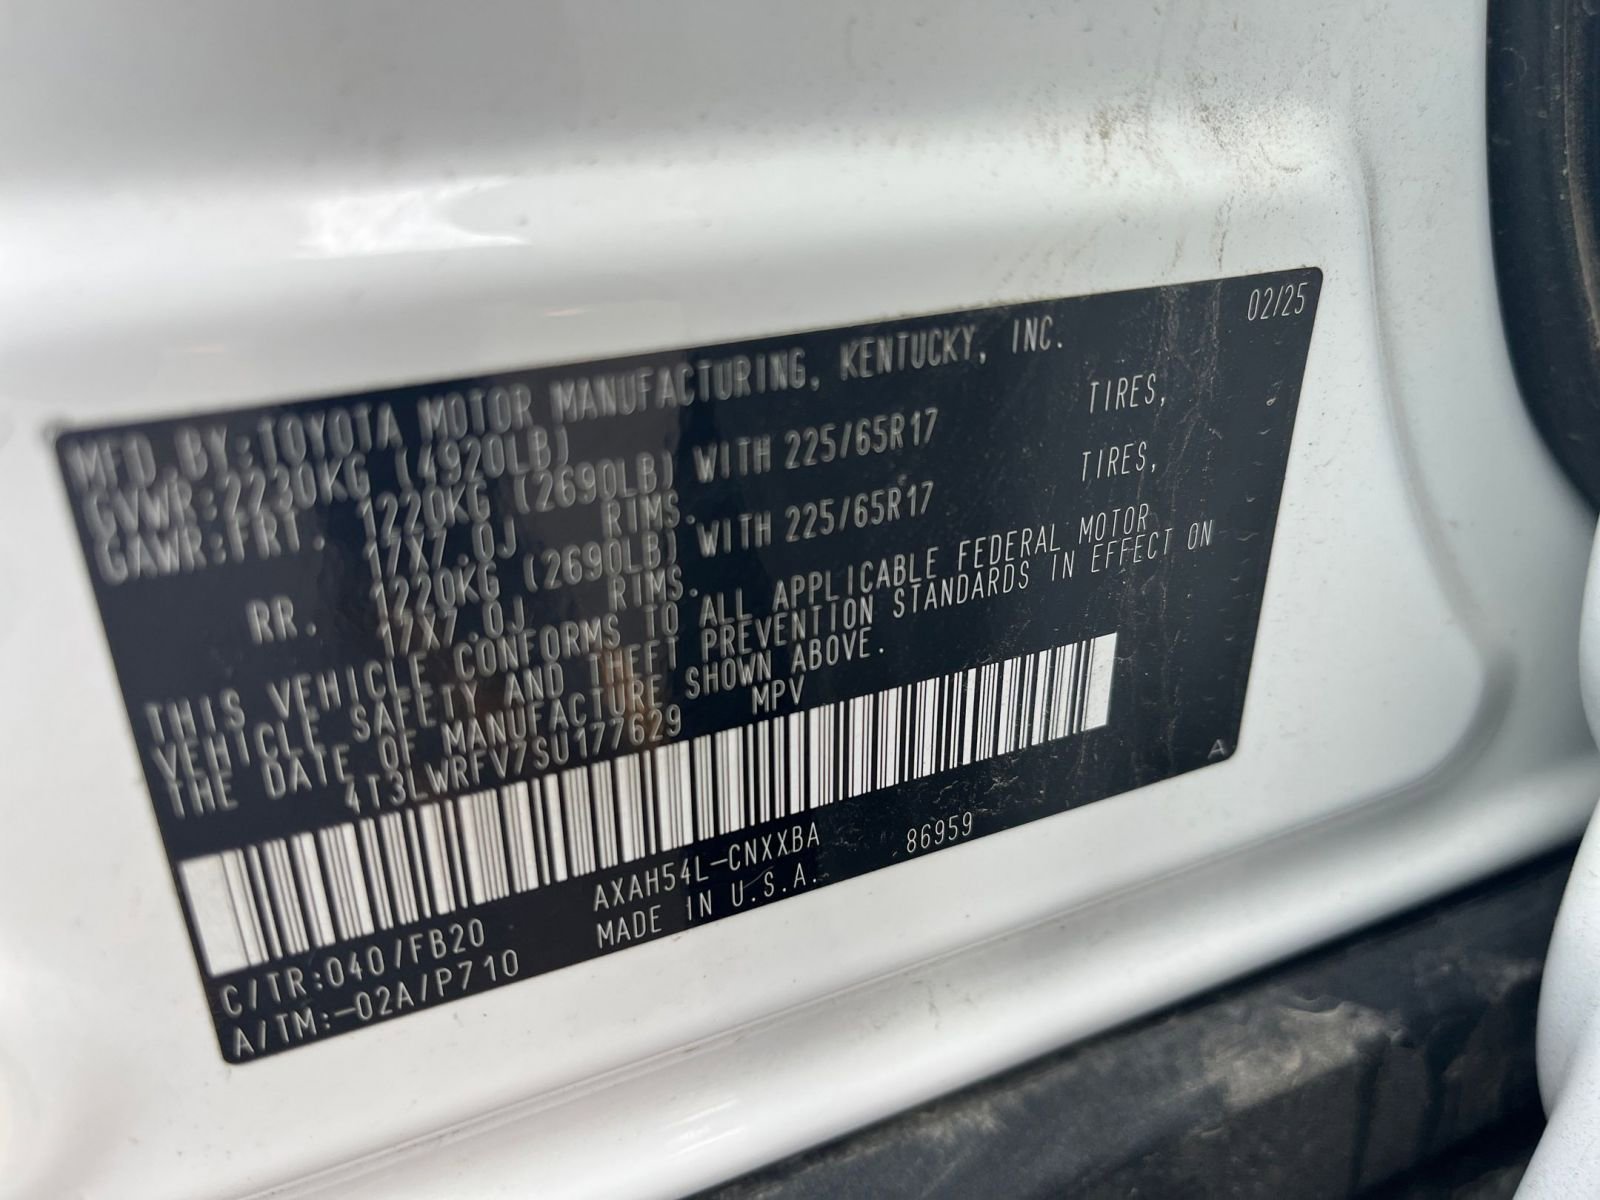 02/25
MFD. BY:TOYOTA MOTOR MANUFACTURING, KENTUCKY, INC.
GVWR:2230KG (4920LB)
GAWR:FRT. 1220KG (2690LB) WITH 225/65R17 TIRES,
17X7.0J RIMS.
RR. 1220KG (2690LB) WITH 225/65R17 TIRES,
17X7.0J RIMS.
THIS VEHICLE CONFORMS TO ALL APPLICABLE FEDERAL MOTOR
VEHICLE SAFETY AND THEFT PREVENTION STANDARDS IN EFFECT ON
THE DATE OF MANUFACTURE SHOWN ABOVE.
4T3LWRFV7SU177629 MPV
A
C/TR:040/FB20 AXAH54L-CNXXBA 86959
A/TM:-02A/P710 MADE IN U.S.A.